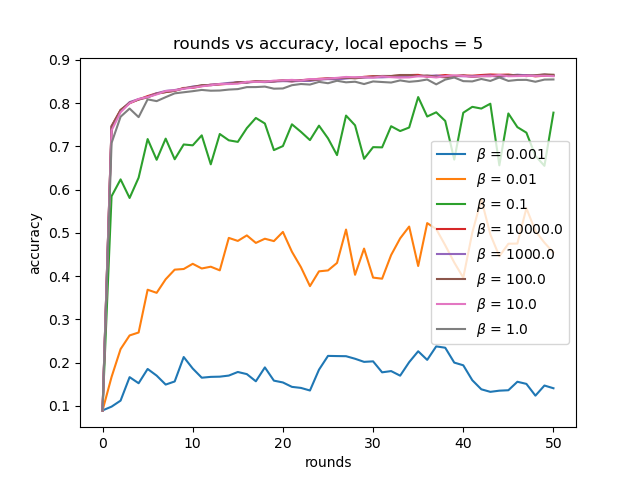 rounds vs accuracy, local epochs = 5
accuracy
0.9
0.8
0.7
0.6
0.5
0.4
0.3
0.2
0.1
β = 0.001
β = 0.01
β = 0.1
β = 10000.0
β = 1000.0
β = 100.0
β = 10.0
β = 1.0
0 10 20 30 40 50
rounds